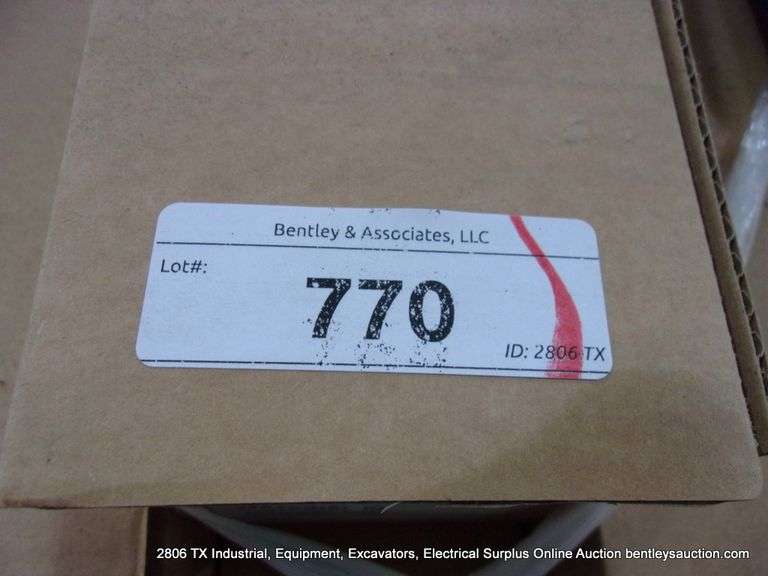 Bentley & Associates, LLC
Lot#:
770
ID: 2806-TX
2806 TX Industrial, Equipment, Excavators, Electrical Surplus Online Auction bentleysauction.com